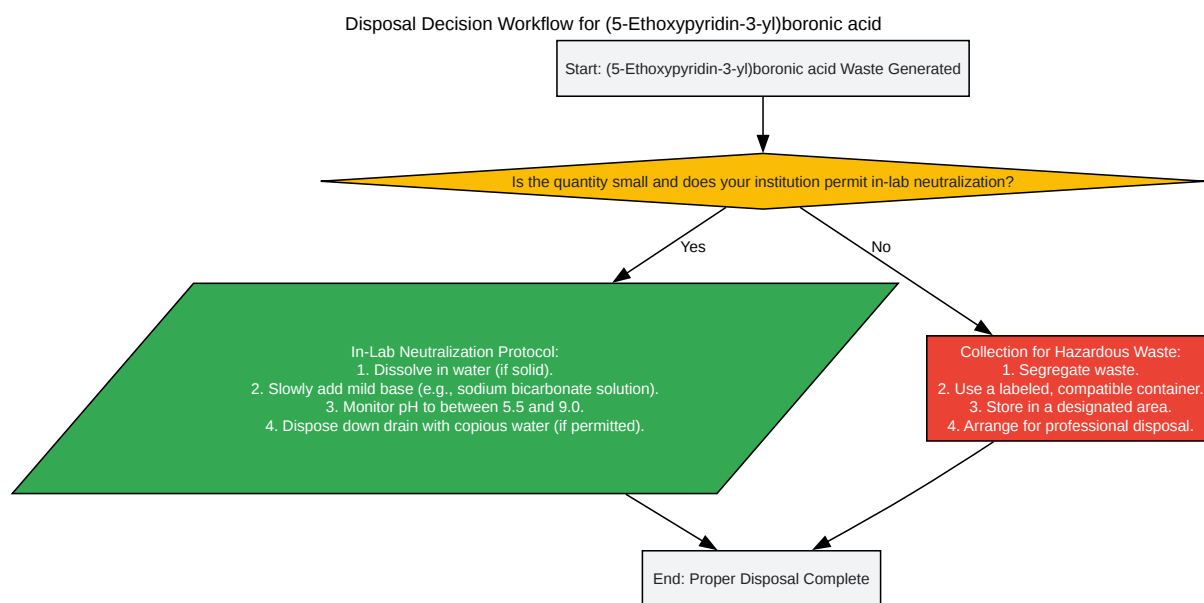 Disposal Decision Workflow for (5-Ethoxypyridin-3-yl)boronic acid
Start: (5-Ethoxypyridin-3-yl)boronic acid Waste Generated
Is the quantity small and does your institution permit in-lab neutralization?
Yes
No
In-Lab Neutralization Protocol:
1. Dissolve in water (if solid).
2. Slowly add mild base (e.g., sodium bicarbonate solution).
3. Monitor pH to between 5.5 and 9.0.
4. Dispose down drain with copious water (if permitted).
Collection for Hazardous Waste:
1. Segregate waste.
2. Use a labeled, compatible container.
3. Store in a designated area.
4. Arrange for professional disposal.
End: Proper Disposal Complete